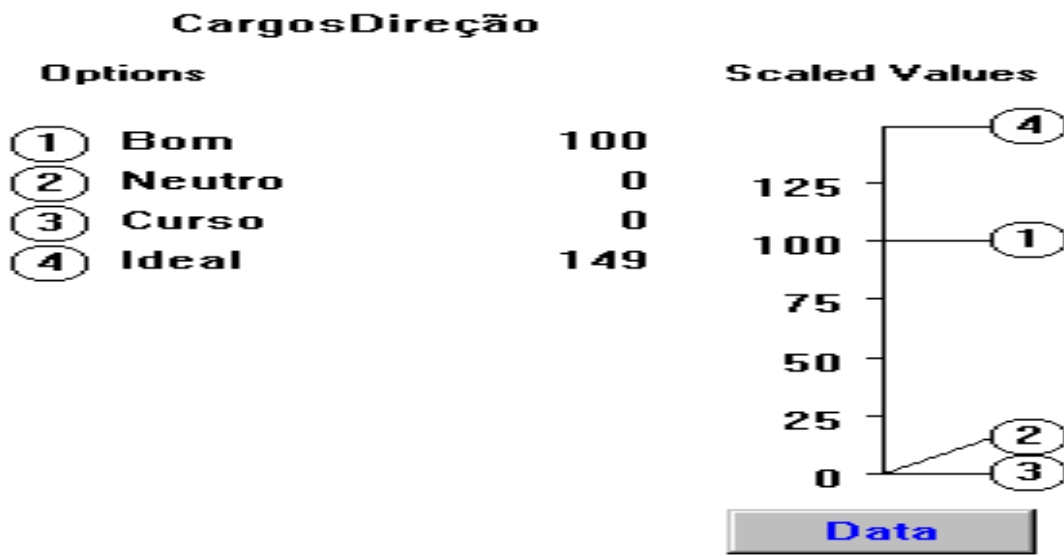 CargosDireção
Options
Scaled Values
1 Bom 100
2 Neutro 0
3 Curso 0
4 Ideal 149
4
125
100 1
75
50
25
2
0 3
Data